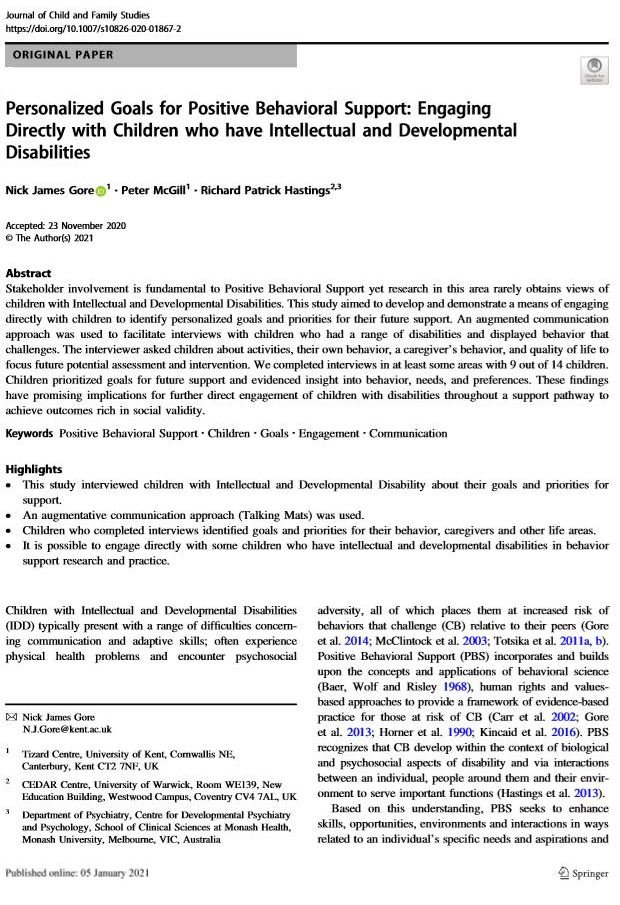 Journal of Child and Family Studies
https://doi.org/10.1007/s10826-020-01867-2
ORIGINAL PAPER
Check for
updates
Personalized Goals for Positive Behavioral Support: Engaging
Directly with Children who have Intellectual and Developmental
Disabilities
Nick James Gore 1 · Peter McGill1 · Richard Patrick Hastings2,3
Accepted: 23 November 2020
© The Author(s) 2021
Abstract
Stakeholder involvement is fundamental to Positive Behavioral Support yet research in this area rarely obtains views of
children with Intellectual and Developmental Disabilities. This study aimed to develop and demonstrate a means of engaging
directly with children to identify personalized goals and priorities for their future support. An augmented communication
approach was used to facilitate interviews with children who had a range of disabilities and displayed behavior that
challenges. The interviewer asked children about activities, their own behavior, a caregiver's behavior, and quality of life to
focus future potential assessment and intervention. We completed interviews in at least some areas with 9 out of 14 children.
Children prioritized goals for future support and evidenced insight into behavior, needs, and preferences. These findings
have promising implications for further direct engagement of children with disabilities throughout a support pathway to
achieve outcomes rich in social validity.
Keywords Positive Behavioral Support · Children · Goals · Engagement · Communication
Highlights
● This study interviewed children with Intellectual and Developmental Disability about their goals and priorities for
support.
● An augmentative communication approach (Talking Mats) was used.
● Children who completed interviews identified goals and priorities for their behavior, caregivers and other life areas.
● It is possible to engage directly with some children who have intellectual and developmental disabilities in behavior
support research and practice.
Children with Intellectual and Developmental Disabilities
(IDD) typically present with a range of difficulties concern-
ing communication and adaptive skills; often experience
physical health problems and encounter psychosocial
✉ Nick James Gore
N.J.Gore@kent.ac.uk
1 Tizard Centre, University of Kent, Cornwallis NE,
Canterbury, Kent CT2 7NF, UK
2 CEDAR Centre, University of Warwick, Room WE139, New
Education Building, Westwood Campus, Coventry CV4 7AL, UK
3 Department of Psychiatry, Centre for Developmental Psychiatry
and Psychology, School of Clinical Sciences at Monash Health,
Monash University, Melbourne, VIC, Australia
adversity, all of which places them at increased risk of
behaviors that challenge (CB) relative to their peers (Gore
et al. 2014; McClintock et al. 2003; Totsika et al. 2011a, b).
Positive Behavioral Support (PBS) incorporates and builds
upon the concepts and applications of behavioral science
(Baer, Wolf and Risley 1968), human rights and values-
based approaches to provide a framework of evidence-based
practice for those at risk of CB (Carr et al. 2002; Gore
et al. 2013; Horner et al. 1990; Kincaid et al. 2016). PBS
recognizes that CB develop within the context of biological
and psychosocial aspects of disability and via interactions
between an individual, people around them and their envir-
onment to serve important functions (Hastings et al. 2013).
Based on this understanding, PBS seeks to enhance
skills, opportunities, environments and interactions in ways
related to an individual's specific needs and aspirations and
Published online: 05 January 2021
Springer